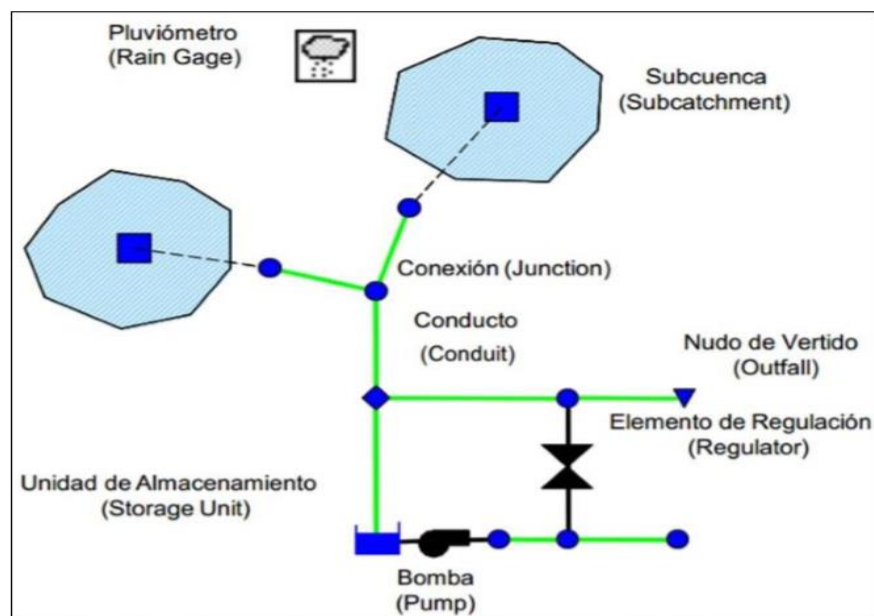 Pluviómetro
(Rain Gage)
Subcuenca
(Subcatchment)
Conexión (Junction)
Conducto
(Conduit)
Nudo de Vertido
(Outfall)
Elemento de Regulación
(Regulator)
Unidad de Almacenamiento
(Storage Unit)
Bomba
(Pump)